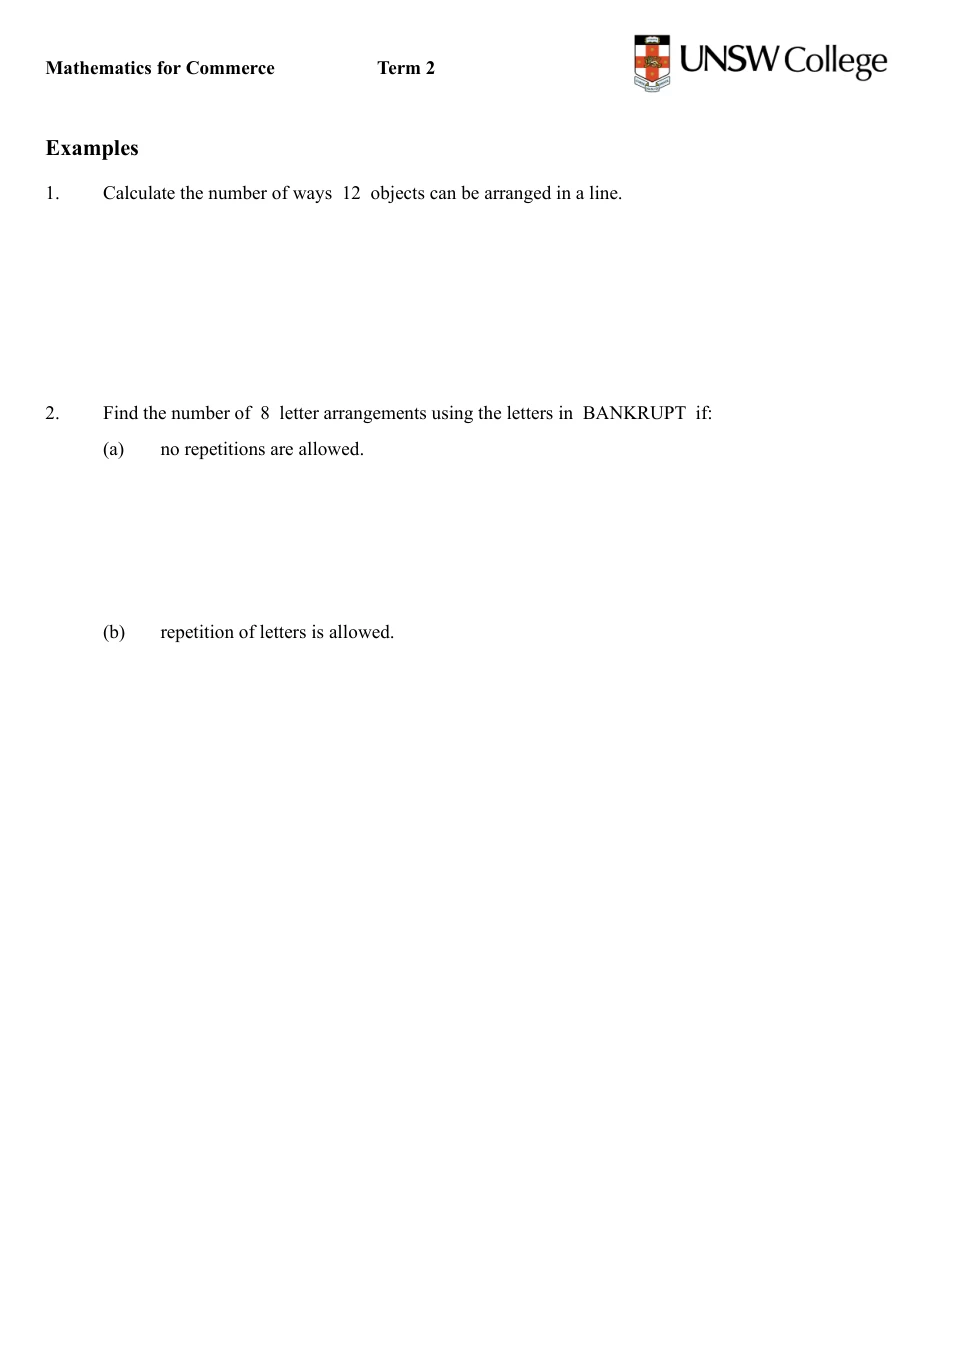 Mathematics for Commerce Term 2
UNSW College
Examples
1. Calculate the number of ways 12 objects can be arranged in a line.
2. Find the number of 8 letter arrangements using the letters in BANKRUPT if:
(a) no repetitions are allowed.
(b) repetition of letters is allowed.